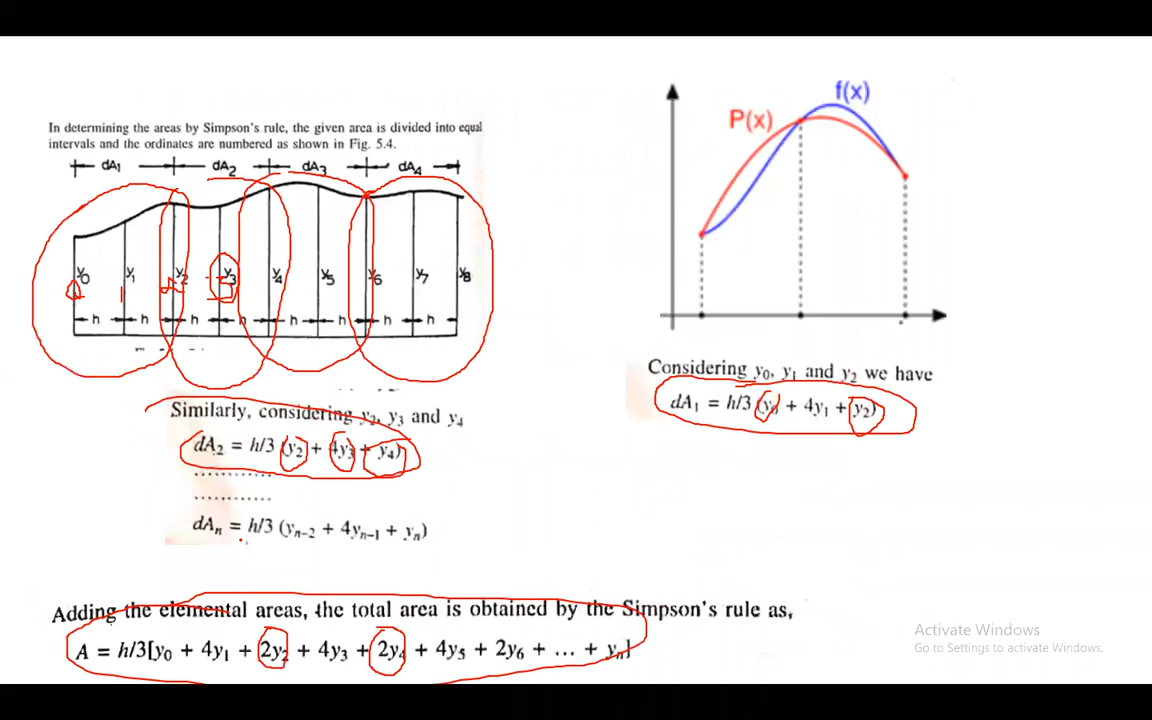 In determining the areas by Simpson's rule, the given area is divided into equal
intervals and the ordinates are numbered as shown in Fig. 5.4.
dA₁ dA₂ dA₃ dA₄
y₀ y₁ y₂ y₃ y₄ y₅ y₆ y₇ y₈
h h h h h h h h
Similarly, considering y₂, y₃ and y₄
dA₂ = h/3 (y₂ + 4y₃ + y₄)
............
............
dAₙ = h/3 (yₙ₋₂ + 4yₙ₋₁ + yₙ)
f(x)
P(x)
Considering y₀, y₁ and y₂ we have
dA₁ = h/3 (y₀ + 4y₁ + y₂)
Adding the elemental areas, the total area is obtained by the Simpson's rule as,
A = h/3[y₀ + 4y₁ + 2y₂ + 4y₃ + 2y₄ + 4y₅ + 2y₆ + ... + yₙ]
Activate Windows
Go to Settings to activate Windows.